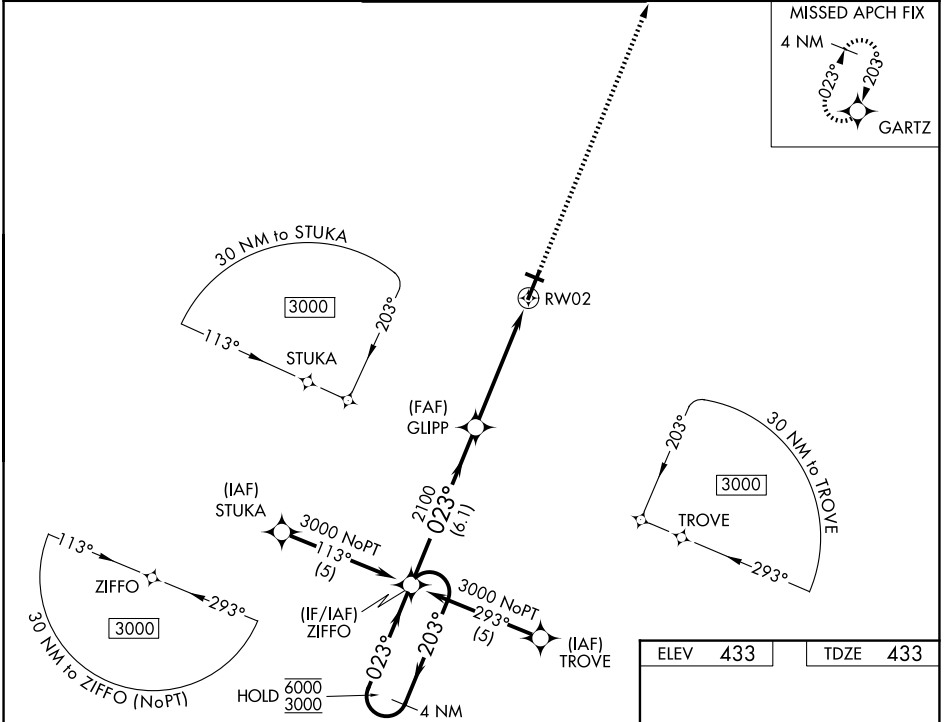 MISSED APCH FIX
4 NM
023°
203°
GARTZ
30 NM to STUKA
3000
203°
113°
STUKA
RW02
(FAF)
GLIPP
30 NM to TROVE
203°
3000
TROVE
293°
(IAF)
STUKA
3000 NoPT
113°
(5)
2100
023°
(6.1)
113°
ZIFFO
293°
3000
30 NM to ZIFFO (NoPT)
(IF/IAF)
ZIFFO
3000 NoPT
293°
(5)
(IAF)
TROVE
023°
203°
HOLD 6000
3000
4 NM
ELEV 433
TDZE 433